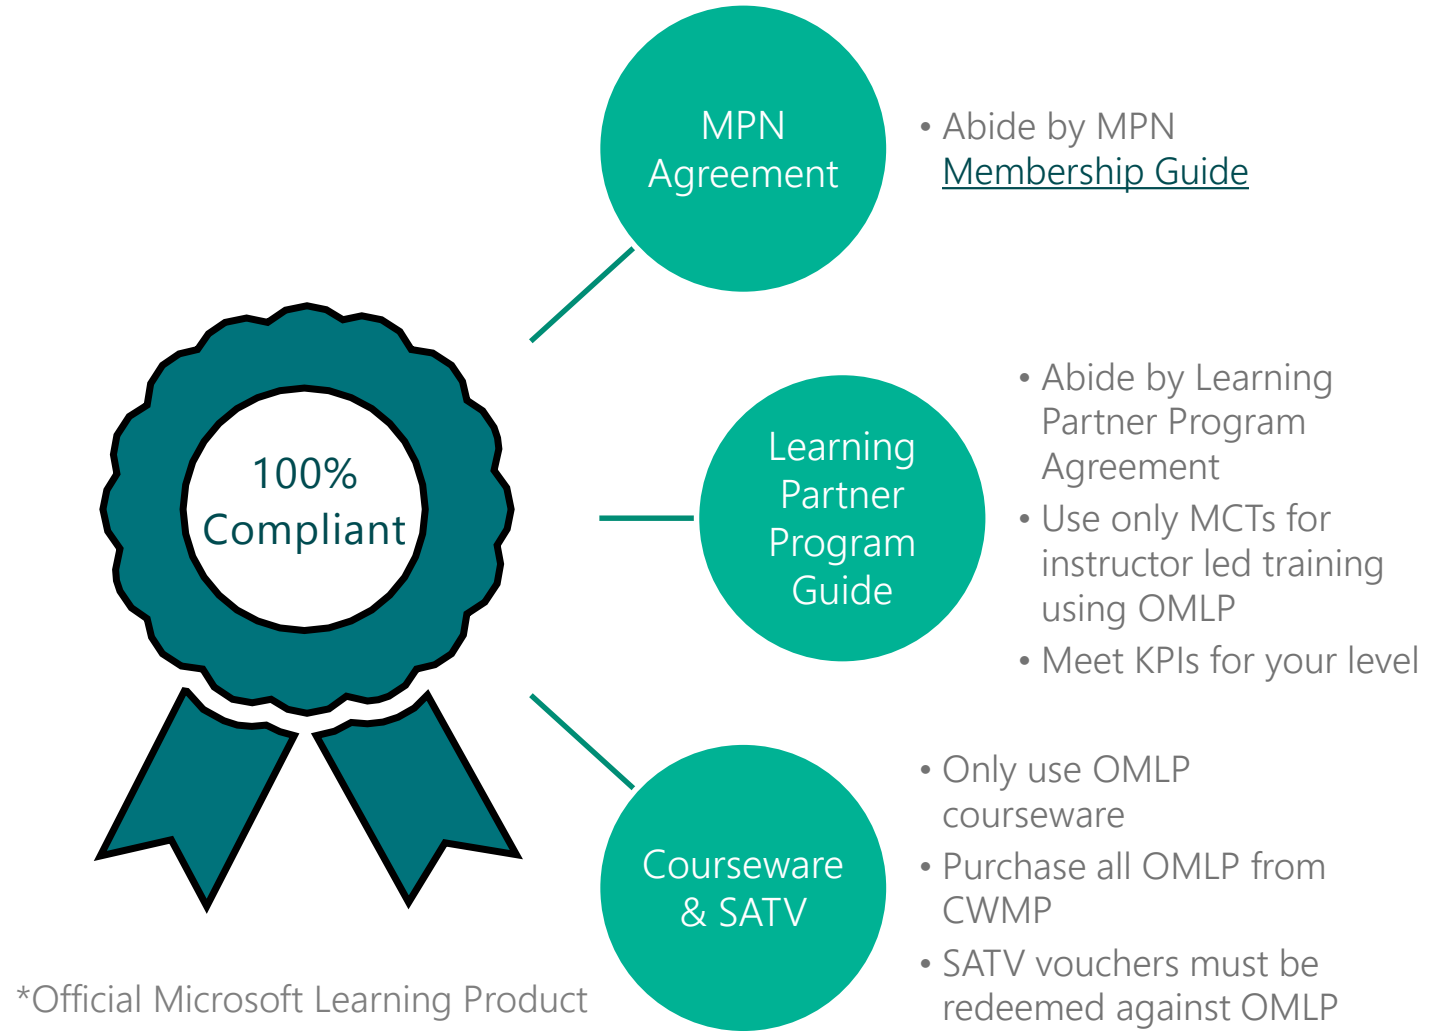 MPN
Agreement
• Abide by MPN
Membership Guide
100%
Compliant
Learning
Partner
Program
Guide
• Abide by Learning
Partner Program
Agreement
• Use only MCTs for
instructor led training
using OMLP
• Meet KPIs for your level
Courseware
& SATV
• Only use OMLP
courseware
• Purchase all OMLP from
CWMP
• SATV vouchers must be
redeemed against OMLP
*Official Microsoft Learning Product